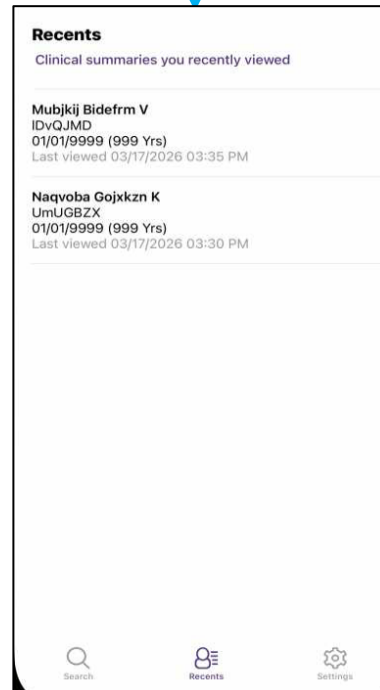 Recents
Clinical summaries you recently viewed
Mubjkij Bidefrm V
IDvQJMD
01/01/9999 (999 Yrs)
Last viewed 03/17/2026 03:35 PM
Naqvoba Gojxkzn K
UmUGBZX
01/01/9999 (999 Yrs)
Last viewed 03/17/2026 03:30 PM
Search
Recents
Settings